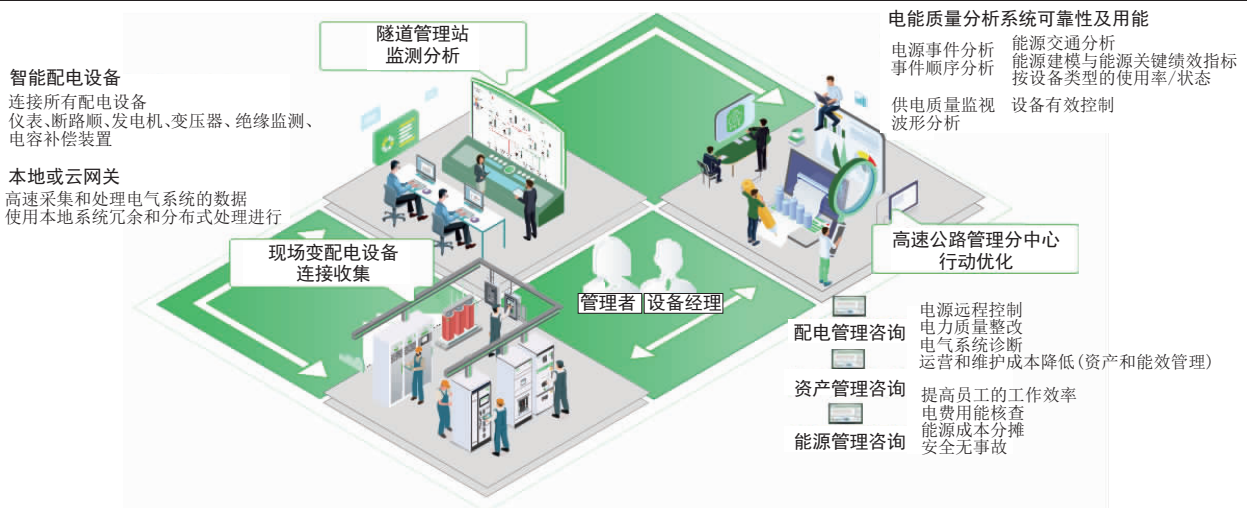 智能配电设备
连接所有配电设备
仪表、断路顺、发电机、变压器、绝缘监测、
电容补偿装置
本地或云网关
高速采集和处理电气系统的数据
使用本地系统冗余和分布式处理进行
隧道管理站
监测分析
电能质量分析系统可靠性及用能
电源事件分析
事件顺序分析
供电质量监视
波形分析
能源交通分析
能源建模与能源关键绩效指标
按设备类型的使用率/状态
设备有效控制
现场变配电设备
连接收集
管理者
设备经理
高速公路管理分中心
行动优化
配电管理咨询
电源远程控制
电力质量整改
电气系统诊断
运营和维护成本降低(资产和能效管理)
资产管理咨询
能源管理咨询
提高员工的工作效率
电费用能核查
能源成本分摊
安全无事故